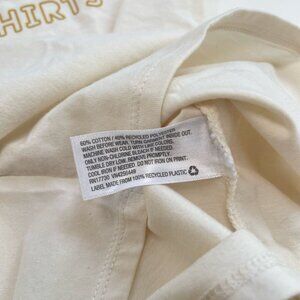 SHIRTS
60% COTTON / 40% RECYCLED POLYESTER
WASH BEFORE WEAR. TURN GARMENT INSIDE OUT.
MACHINE WASH COLD WITH LIKE COLORS.
ONLY NON-CHLORINE BLEACH IF NEEDED.
TUMBLE DRY LOW. REMOVE PROMPTLY.
COOL IRON IF NEEDED. DO NOT IRON ON PRINT.
RN17730
LABEL MADE FROM 100% RECYCLED PLASTIC